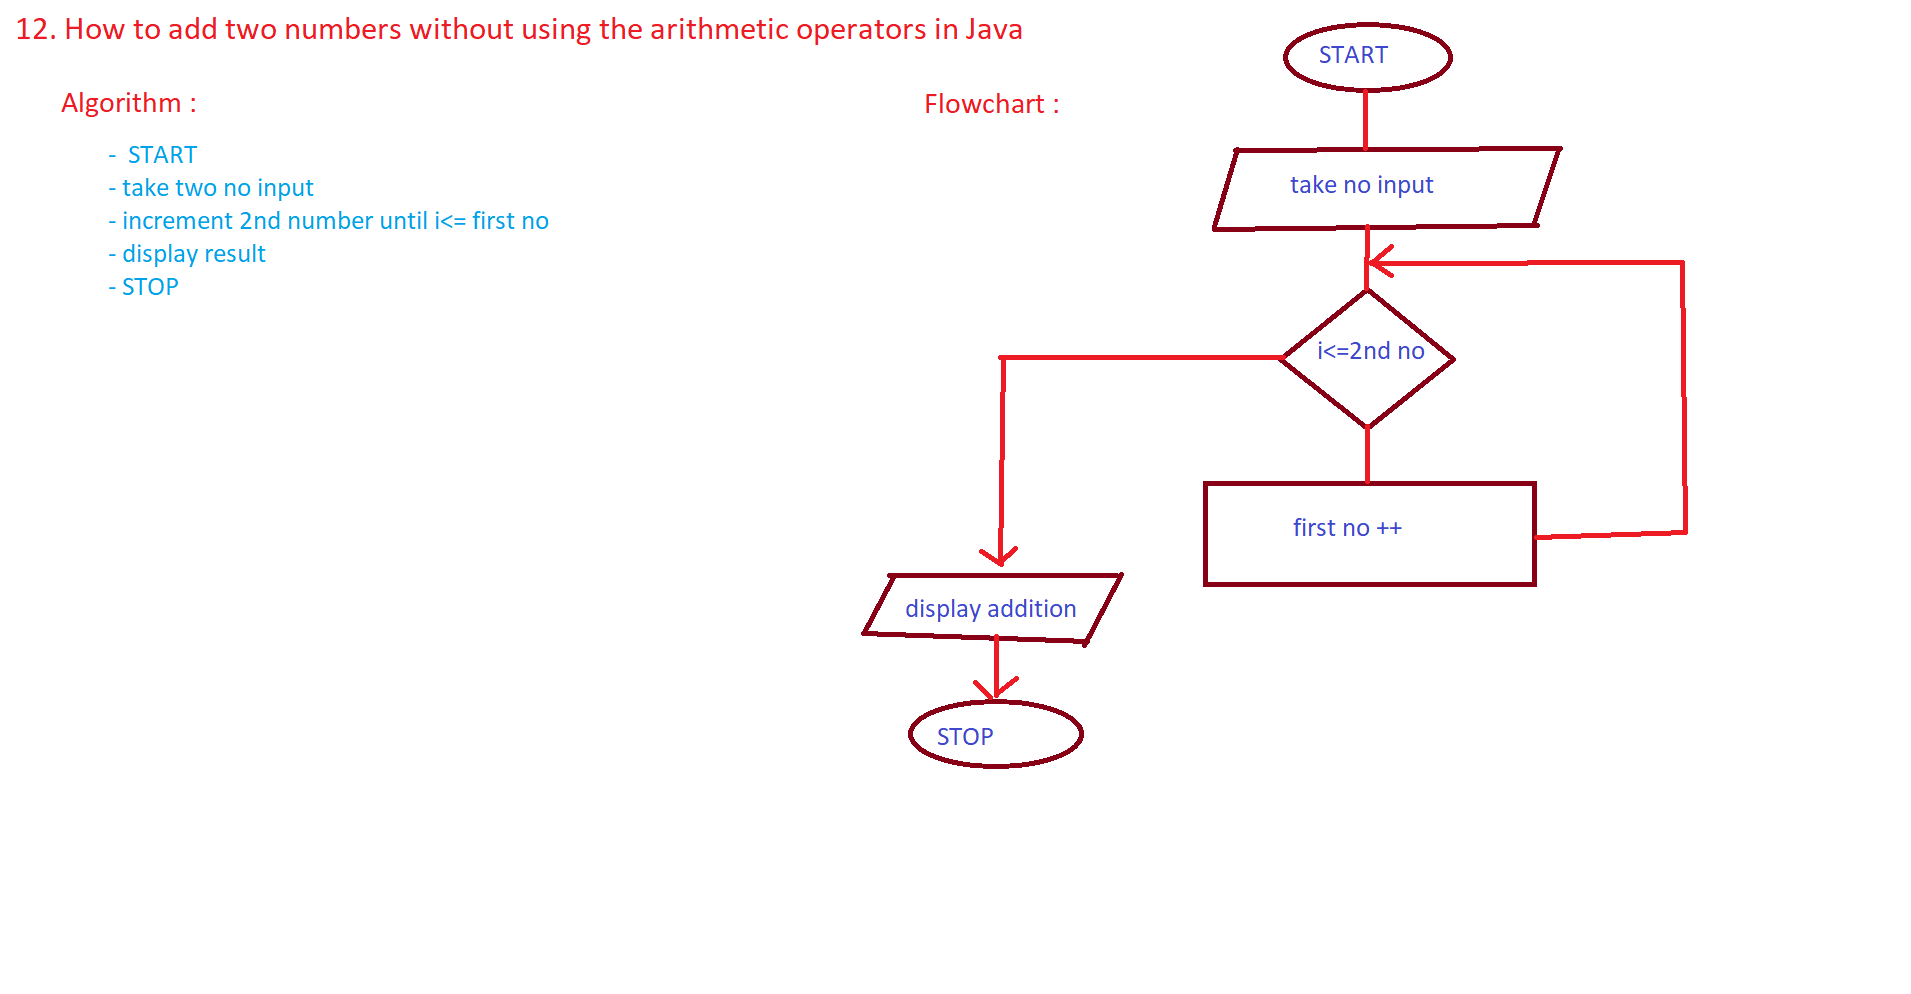 12. How to add two numbers without using the arithmetic operators in Java
Algorithm :
- START
- take two no input
- increment 2nd number until i<= first no
- display result
- STOP
Flowchart :
START
take no input
i<=2nd no
first no ++
display addition
STOP